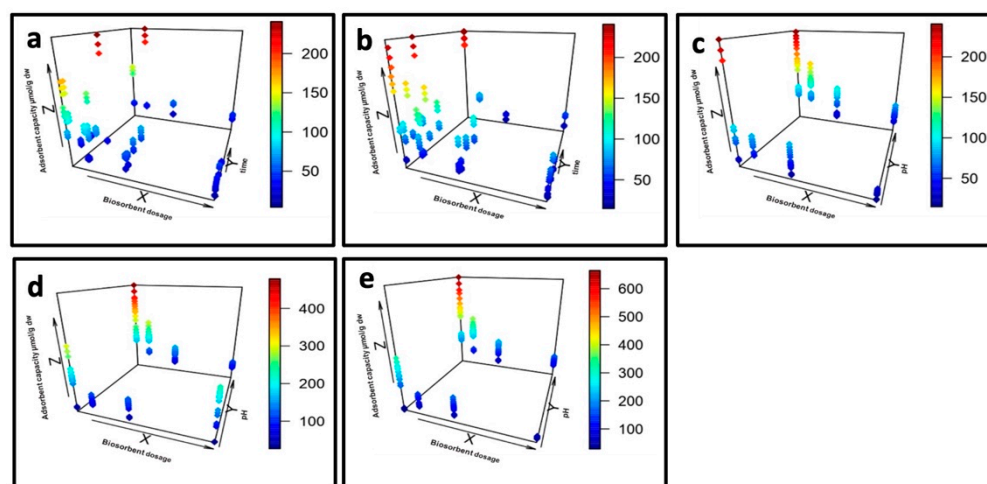 a
Adsorbent capacity µmol/g dw
Z
X
Biosorbent dosage
Y
time
200
150
100
50
b
Adsorbent capacity µmol/g dw
Z
X
Biosorbent dosage
Y
time
200
150
100
50
c
Adsorbent capacity µmol/g dw
Z
X
Biosorbent dosage
Y
pH
200
150
100
50
d
Adsorbent capacity µmol/g dw
Z
X
Biosorbent dosage
Y
pH
400
300
200
100
e
Adsorbent capacity µmol/g dw
Z
X
Biosorbent dosage
Y
pH
600
500
400
300
200
100